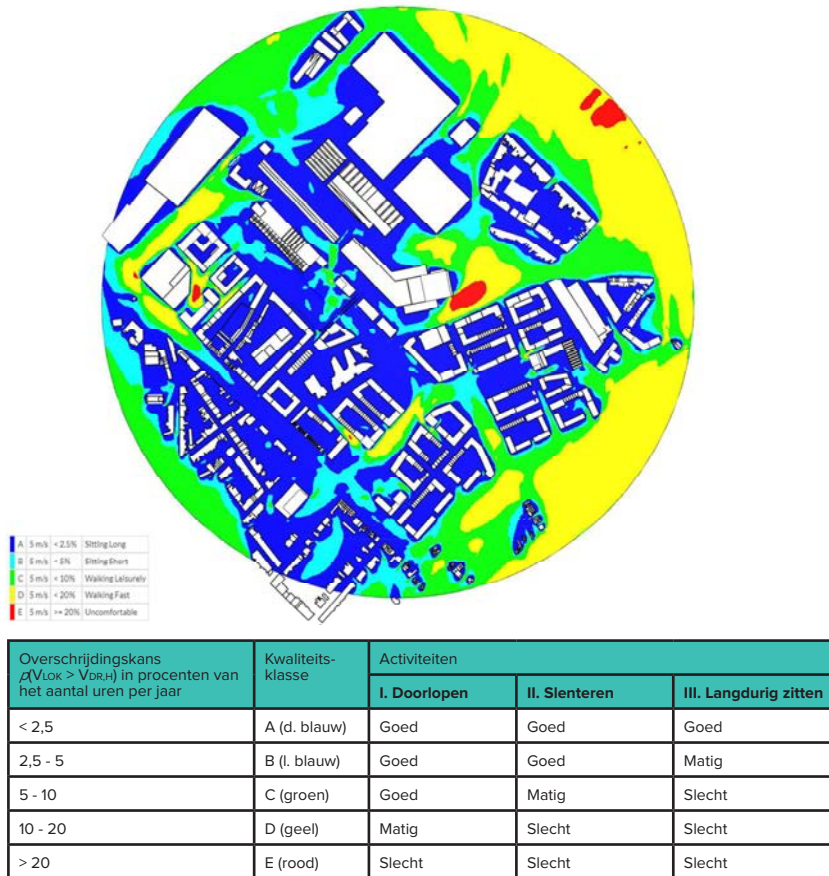 A 5 m/s < 2.5% Sitting Long
B 5 m/s < 5% Sitting Short
C 5 m/s < 10% Walking Leisurely
D 5 m/s < 20% Walking Fast
E 5 m/s >= 20% Uncomfortable
Overschrijdingskans
p(VLOK > VDR,H) in procenten van
het aantal uren per jaar
Kwaliteits-
klasse
Activiteiten
I. Doorlopen II. Slenteren III. Langdurig zitten
< 2,5 A (d. blauw) Goed Goed Goed
2,5 - 5 B (l. blauw) Goed Goed Matig
5 - 10 C (groen) Goed Matig Slecht
10 - 20 D (geel) Matig Slecht Slecht
> 20 E (rood) Slecht Slecht Slecht